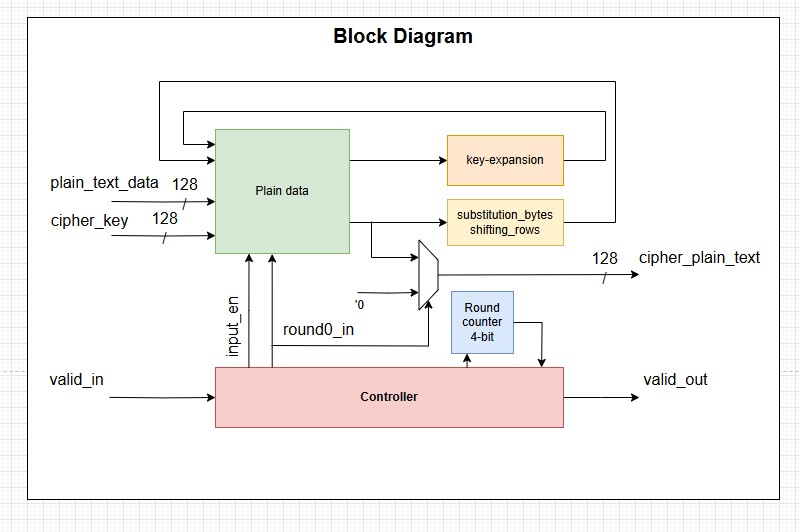 Block Diagram
plain_text_data
128
cipher_key
128
Plain data
key-expansion
substitution_bytes
shifting_rows
128
cipher_plain_text
'0
input_en
round0_in
Round
counter
4-bit
valid_in
Controller
valid_out